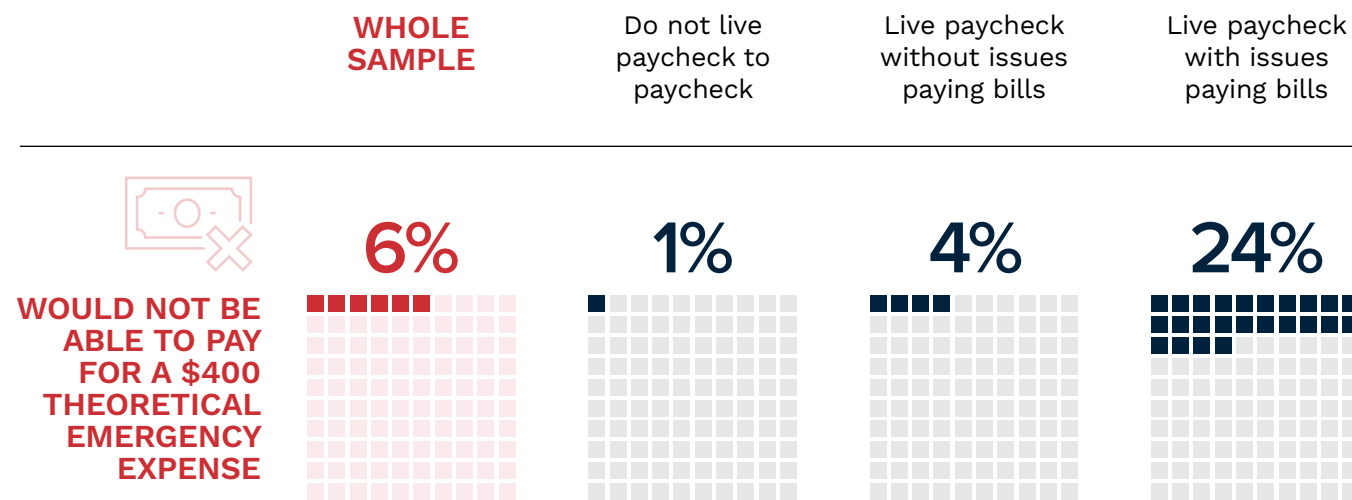 WHOLE
SAMPLE
Do not live
paycheck to
paycheck
Live paycheck
without issues
paying bills
Live paycheck
with issues
paying bills
6%
1%
4%
24%
WOULD NOT BE
ABLE TO PAY
FOR A $400
THEORETICAL
EMERGENCY
EXPENSE